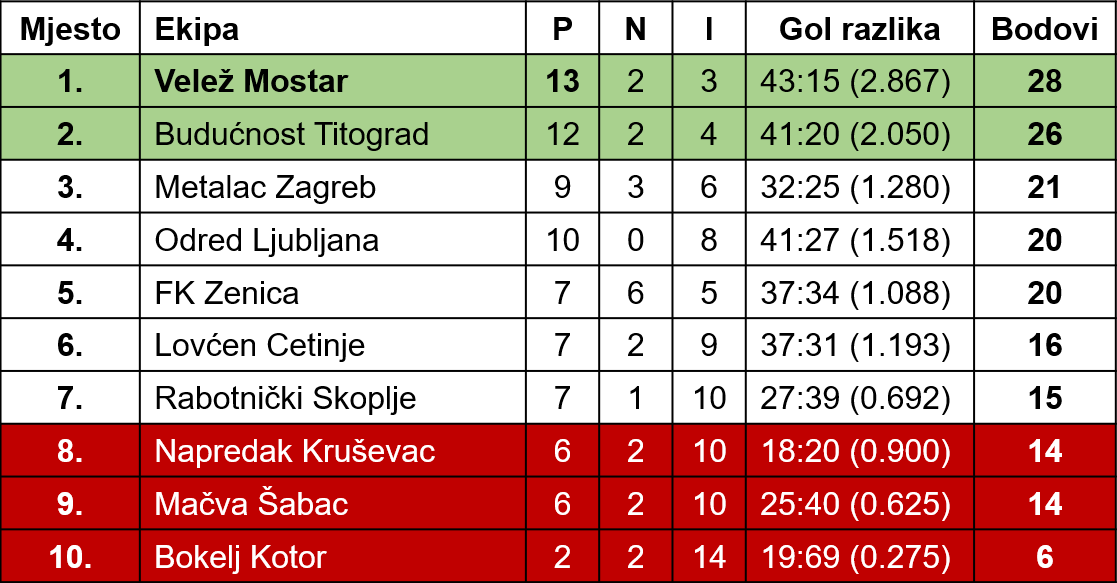 Mjesto Ekipa P N I Gol razlika Bodovi
1. Velež Mostar 13 2 3 43:15 (2.867) 28
2. Budućnost Titograd 12 2 4 41:20 (2.050) 26
3. Metalac Zagreb 9 3 6 32:25 (1.280) 21
4. Odred Ljubljana 10 0 8 41:27 (1.518) 20
5. FK Zenica 7 6 5 37:34 (1.088) 20
6. Lovćen Cetinje 7 2 9 37:31 (1.193) 16
7. Rabotnički Skoplje 7 1 10 27:39 (0.692) 15
8. Napredak Kruševac 6 2 10 18:20 (0.900) 14
9. Mačva Šabac 6 2 10 25:40 (0.625) 14
10. Bokelj Kotor 2 2 14 19:69 (0.275) 6